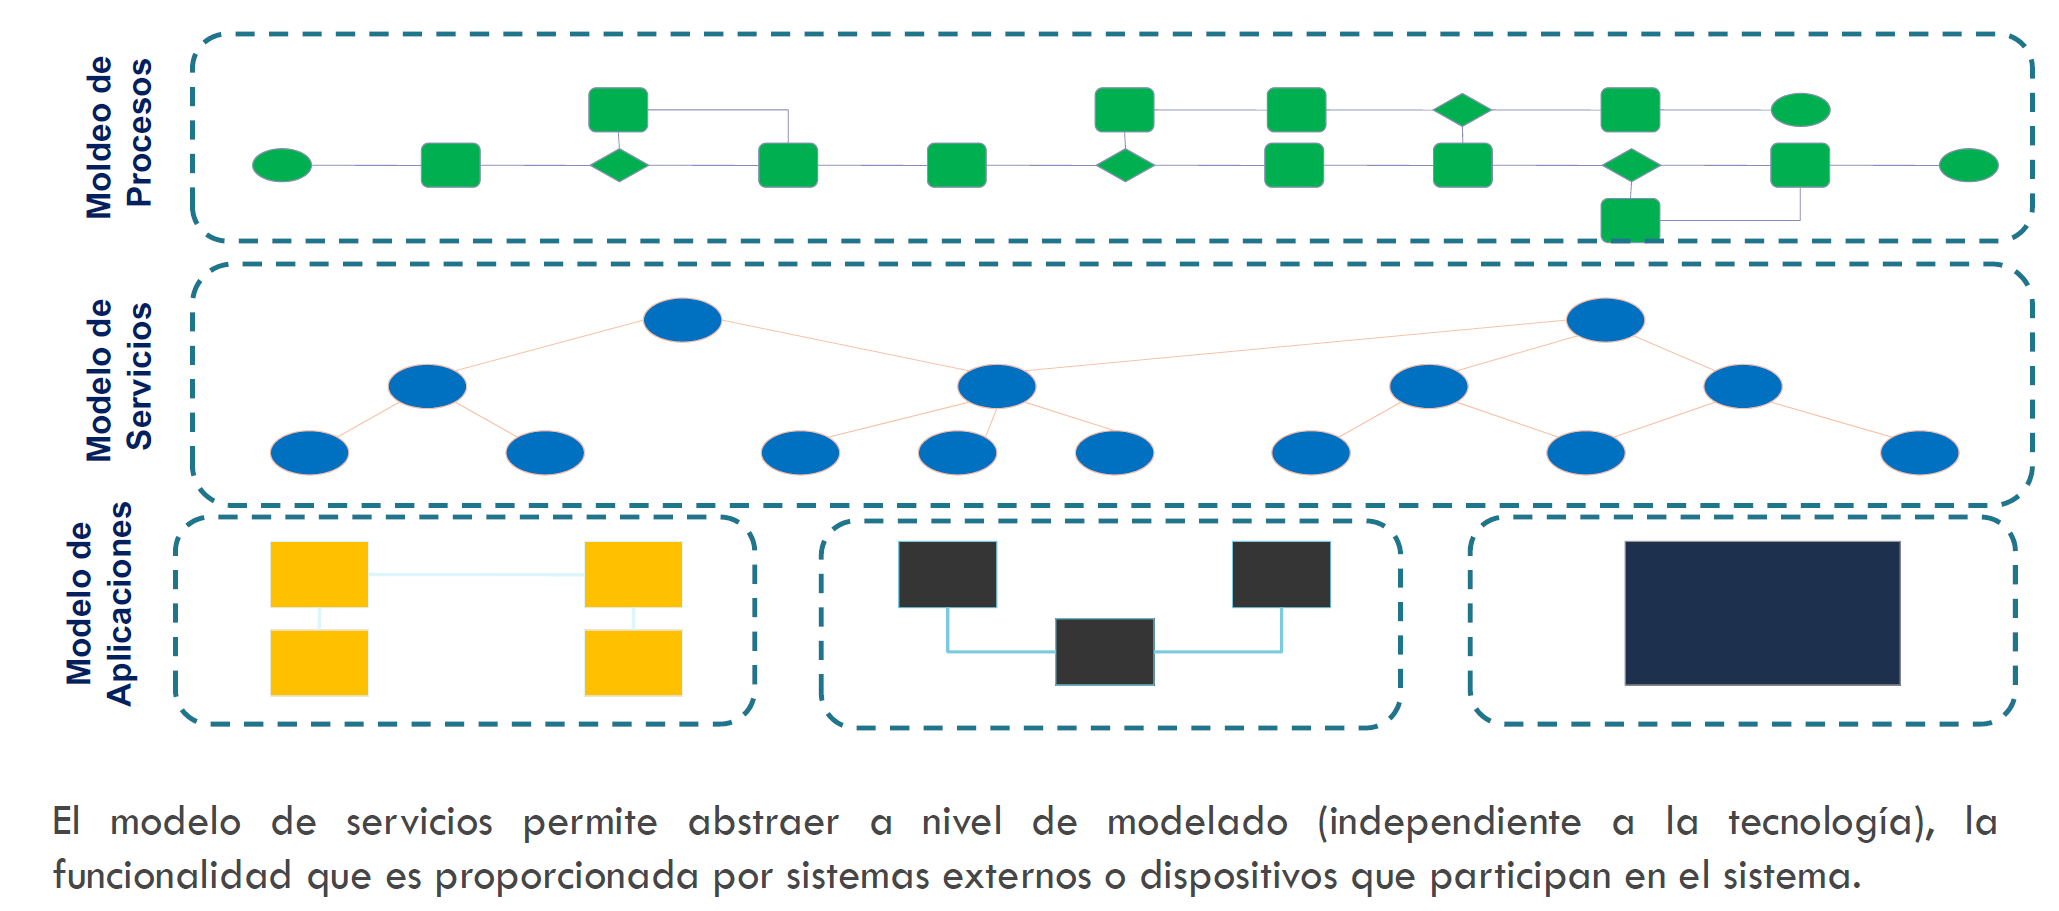 Moldeo de
Procesos
Modelo de
Servicios
Modelo de
Aplicaciones
El modelo de servicios permite abstraer a nivel de modelado (independiente a la tecnología), la
funcionalidad que es proporcionada por sistemas externos o dispositivos que participan en el sistema.